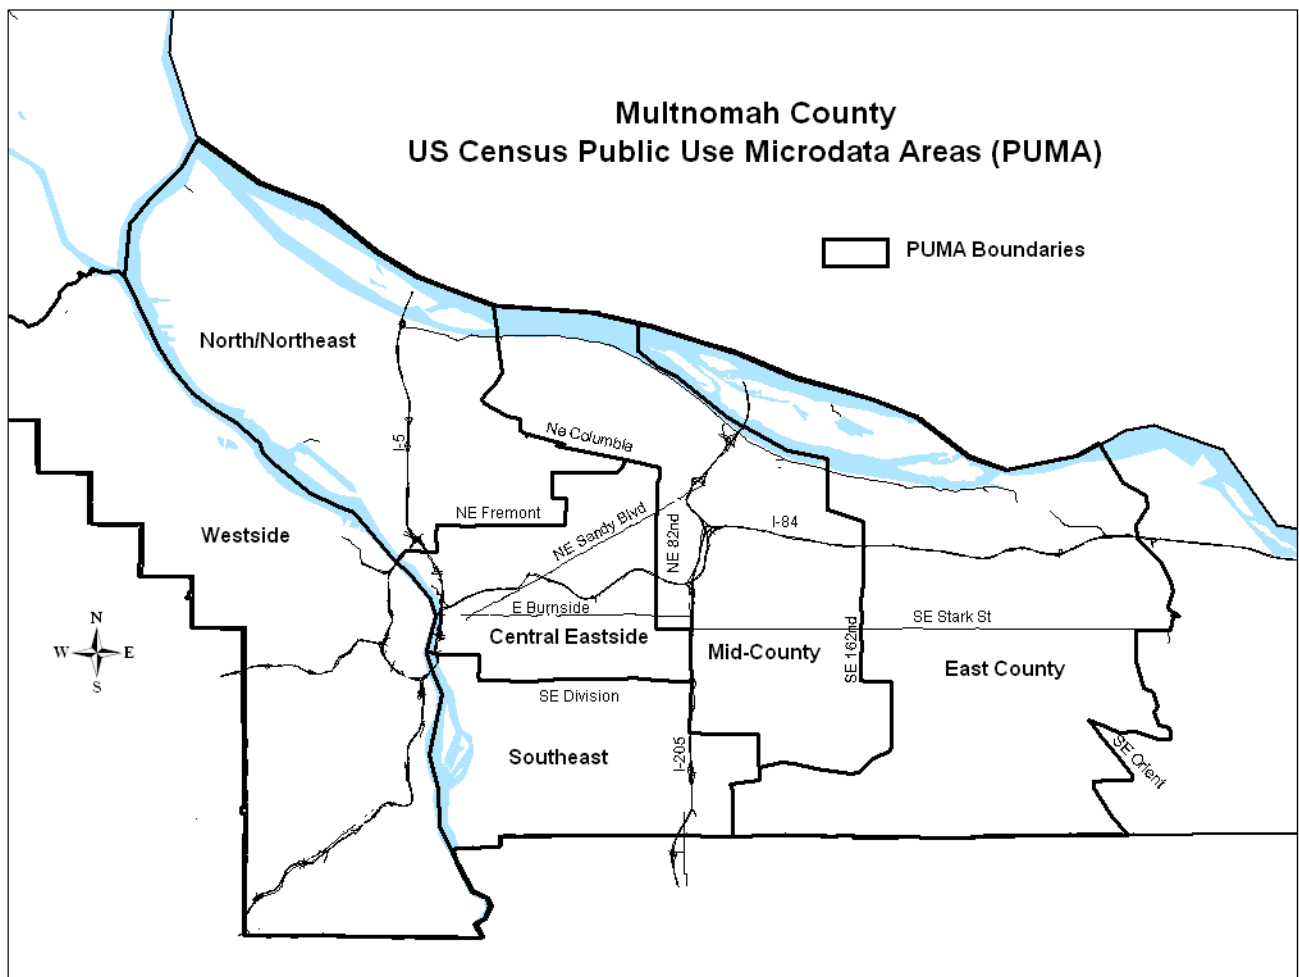 Multnomah County
US Census Public Use Microdata Areas (PUMA)
PUMA Boundaries
North/Northeast
I-5
Ne Columbia
NE Fremont
NE Sandy Blvd
NE 82nd
I-84
Westside
E Burnside
SE Stark St
Central Eastside
Mid-County
SE 162nd
East County
N
W E
S
SE Division
Southeast
I-205
SE Orient